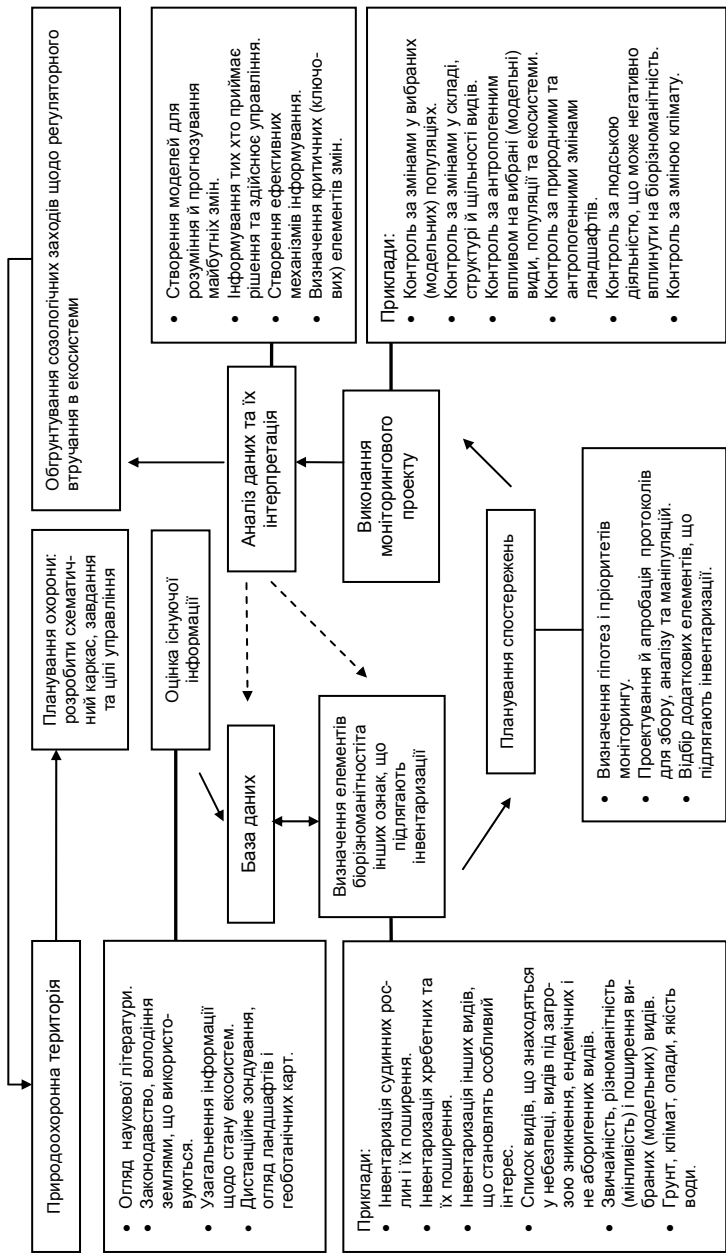 Природоохоронна територія
Планування охорони:
розробити схематич-
ний каркас, завдання
та цілі управління
Обґрунтування созологічних заходів щодо регуляторного
втручання в екосистеми
• Огляд наукової літератури.
• Законодавство, володіння
землями, що використо-
вуються.
• Узагальнення інформації
щодо стану екосистем.
• Дистанційне зондування,
огляд ландшафтів і
геоботанічних карт.
Оцінка існуючої
інформації
База даних
Аналіз даних та їх
інтерпретація
• Створення моделей для
розуміння й прогнозування
майбутніх змін.
• Інформування тих хто приймає
рішення та здійснює управління.
• Створення ефективних
механізмів інформування.
• Визначення критичних (ключо-
вих) елементів змін.
Приклади:
• Інвентаризція судинних рос-
лин і їх поширення.
• Інвентаризація хребетних та
їх поширення.
• Інвентаризація інших видів,
що становлять особливий
інтерес.
• Список видів, що знаходяться
у небезпеці, видів під загро-
зою зникнення, ендемічних і
не аборигенних видів.
• Звичайність, різноманітність
(мінливість) і поширення ви-
браних (модельних) видів.
• Грунт, клімат, опади, якість
води.
Визначення елементів
біорізноманітностіта
інших ознак, що
підлягають
інвентаризації
Виконання
моніторингового
проекту
Приклади:
• Контроль за змінами у вибраних
(модельних) популяціях.
• Контроль за змінами у складі,
структурі й щільності видів.
• Контроль за антропогенним
впливом на вибрані (модельні)
види, популяції та екосистеми.
• Контроль за природними та
антропогенними змінами
ландшафтів.
• Контроль за людською
діяльністю, що може негативно
вплинути на біорізноманітність.
• Контроль за зміною клімату.
Планування спостережень
• Визначення гіпотез і пріоритетів
моніторингу.
• Проектування й апробація протоколів
для збору, аналізу та маніпуляцій.
• Відбір додаткових елементів, що
підлягають інвентаризації.